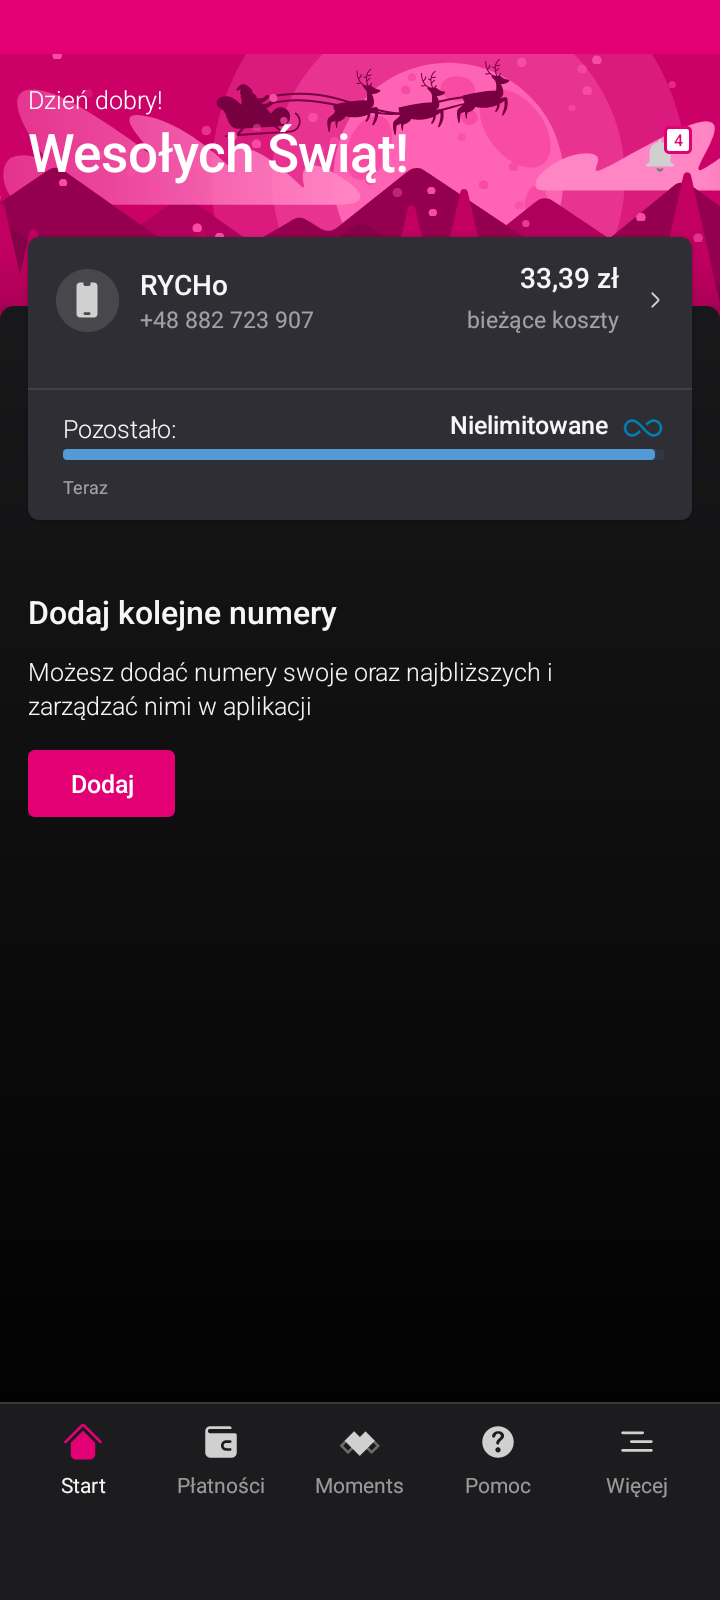 Dzień dobry!
Wesołych Świąt!
4
RYCHo
33,39 zł
+48 882 723 907
bieżące koszty
Pozostało:
Nielimitowane
Teraz
Dodaj kolejne numery
Możesz dodać numery swoje oraz najbliższych i
zarządzać nimi w aplikacji
Dodaj
Start
Płatności
Moments
Pomoc
Więcej